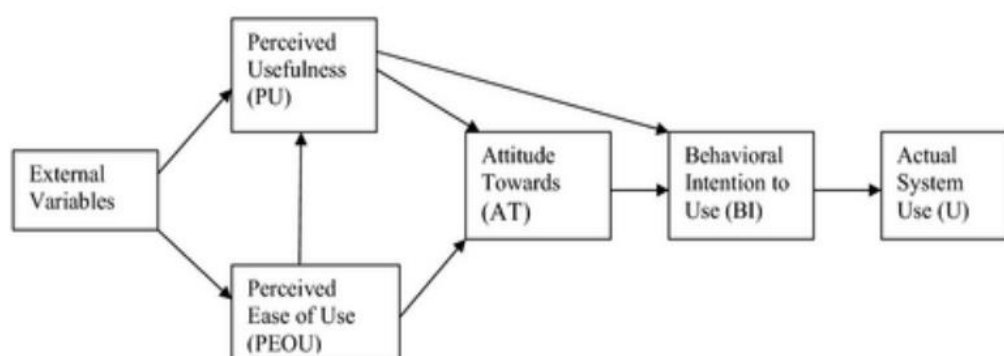 Perceived
Usefulness
(PU)
External
Variables
Attitude
Towards
(AT)
Behavioral
Intention to
Use (BI)
Actual
System
Use (U)
Perceived
Ease of Use
(PEOU)